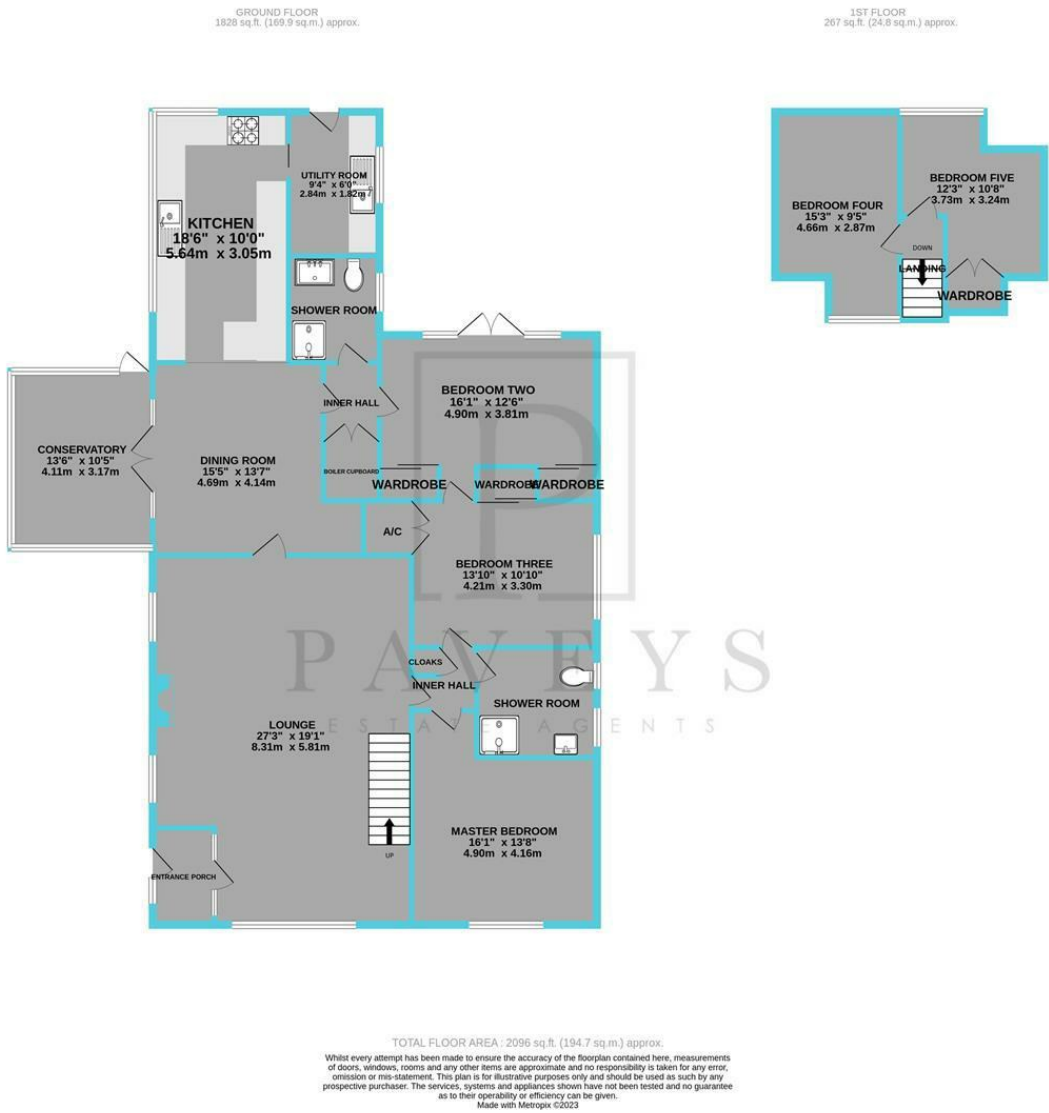 GROUND FLOOR
1828 sq.ft. (169.9 sq.m.) approx.
1ST FLOOR
267 sq.ft. (24.8 sq.m.) approx.
UTILITY ROOM
9'4" x 6'0"
2.84m x 1.82m
KITCHEN
18'6" x 10'0"
5.64m x 3.05m
SHOWER ROOM
BEDROOM FOUR
15'3" x 9'5"
4.66m x 2.87m
BEDROOM FIVE
12'3" x 10'8"
3.73m x 3.24m
DOWN
LANDING
WARDROBE
INNER HALL
BEDROOM TWO
16'1" x 12'6"
4.90m x 3.81m
CONSERVATORY
13'6" x 10'5"
4.11m x 3.17m
DINING ROOM
15'5" x 13'7"
4.69m x 4.14m
BOILER CUPBOARD
WARDROBE
WARDROBE
WARDROBE
A/C
BEDROOM THREE
13'10" x 10'10"
4.21m x 3.30m
P
PAVEYS
ESTATE AGENTS
CLOAKS
INNER HALL
SHOWER ROOM
LOUNGE
27'3" x 19'1"
8.31m x 5.81m
UP
MASTER BEDROOM
16'1" x 13'8"
4.90m x 4.16m
ENTRANCE PORCH
TOTAL FLOOR AREA : 2096 sq.ft. (194.7 sq.m.) approx.
Whilst every attempt has been made to ensure the accuracy of the floorplan contained here, measurements
of doors, windows, rooms and any other items are approximate and no responsibility is taken for any error,
omission or mis-statement. This plan is for illustrative purposes only and should be used as such by any
prospective purchaser. The services, systems and appliances shown have not been tested and no guarantee
as to their operability or efficiency can be given.
Made with Metropix ©2023